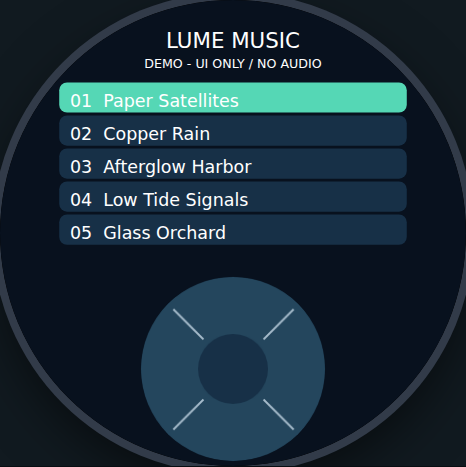 LUME MUSIC
DEMO - UI ONLY / NO AUDIO
01 Paper Satellites
02 Copper Rain
03 Afterglow Harbor
04 Low Tide Signals
05 Glass Orchard